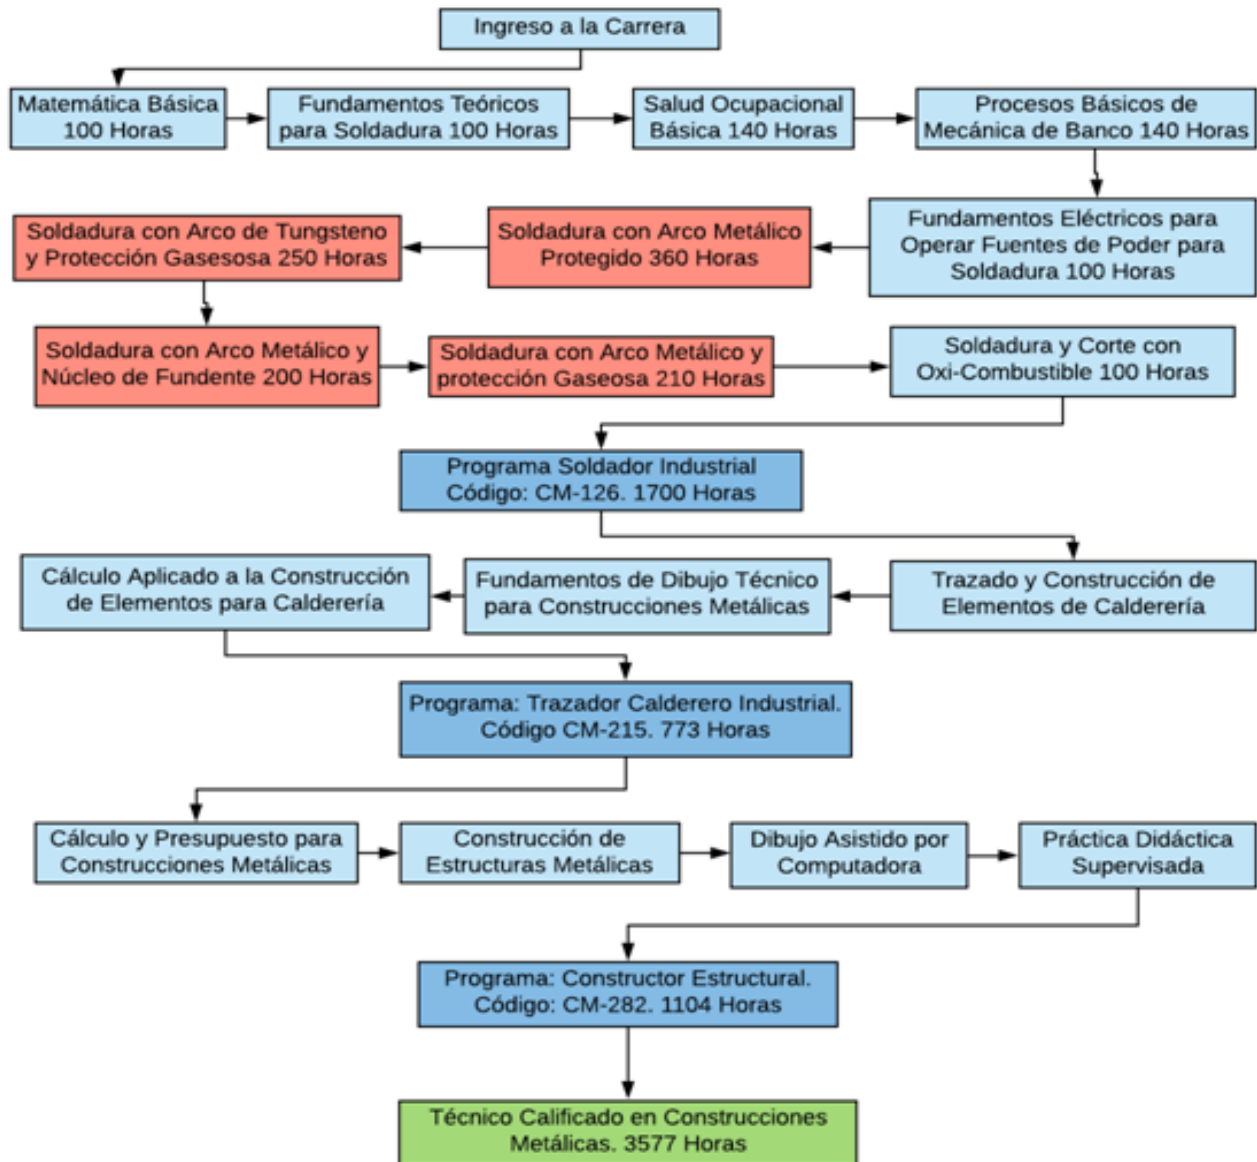 Ingreso a la Carrera
Matemática Básica
100 Horas
Fundamentos Teóricos
para Soldadura 100 Horas
Salud Ocupacional
Básica 140 Horas
Procesos Básicos de
Mecánica de Banco 140 Horas
Fundamentos Eléctricos para
Operar Fuentes de Poder para
Soldadura 100 Horas
Soldadura con Arco Metálico
Protegido 360 Horas
Soldadura con Arco de Tungsteno
y Protección Gasesosa 250 Horas
Soldadura con Arco Metálico y
Núcleo de Fundente 200 Horas
Soldadura con Arco Metálico y
protección Gaseosa 210 Horas
Soldadura y Corte con
Oxi-Combustible 100 Horas
Programa Soldador Industrial
Código: CM-126. 1700 Horas
Trazado y Construcción de
Elementos de Calderería
Fundamentos de Dibujo Técnico
para Construcciones Metálicas
Cálculo Aplicado a la Construcción
de Elementos para Calderería
Programa: Trazador Calderero Industrial.
Código CM-215. 773 Horas
Cálculo y Presupuesto para
Construcciones Metálicas
Construcción de
Estructuras Metálicas
Dibujo Asistido por
Computadora
Práctica Didáctica
Supervisada
Programa: Constructor Estructural.
Código: CM-282. 1104 Horas
Técnico Calificado en Construcciones
Metálicas. 3577 Horas